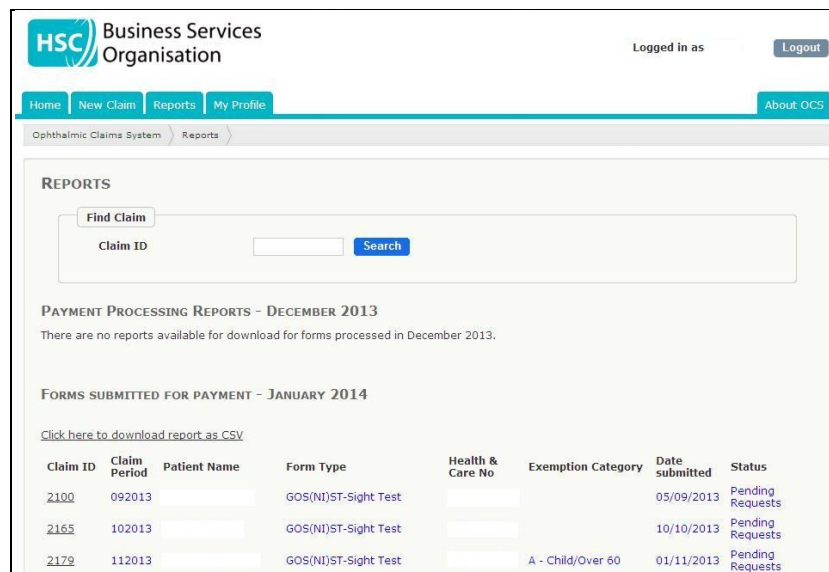 HSC Business Services
Organisation
Logged in as Logout
Home New Claim Reports My Profile About OCS
Ophthalmic Claims System Reports
REPORTS
Find Claim
Claim ID Search
PAYMENT PROCESSING REPORTS - DECEMBER 2013
There are no reports available for download for forms processed in December 2013.
FORMS SUBMITTED FOR PAYMENT - JANUARY 2014
Click here to download report as CSV
Claim ID Claim Period Patient Name Form Type Health & Care No Exemption Category Date submitted Status
2100 092013 GOS(NI)ST-Sight Test 05/09/2013 Pending Requests
2165 102013 GOS(NI)ST-Sight Test 10/10/2013 Pending Requests
2179 112013 GOS(NI)ST-Sight Test A - Child/Over 60 01/11/2013 Pending Requests